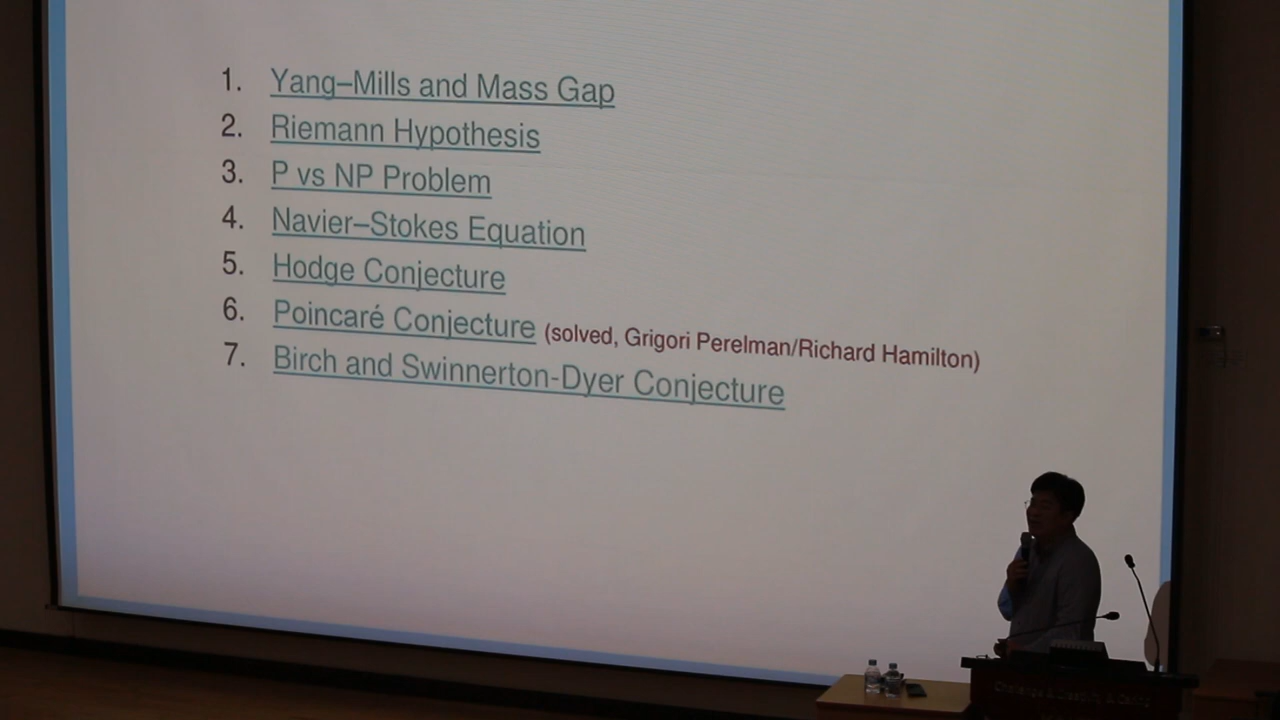 1. Yang–Mills and Mass Gap
2. Riemann Hypothesis
3. P vs NP Problem
4. Navier–Stokes Equation
5. Hodge Conjecture
6. Poincaré Conjecture (solved, Grigori Perelman/Richard Hamilton)
7. Birch and Swinnerton-Dyer Conjecture